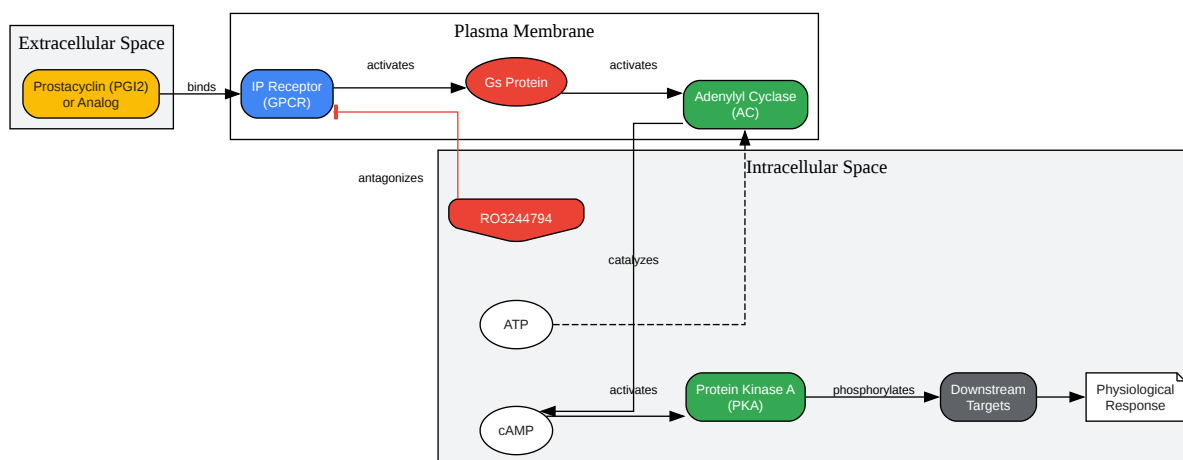 Extracellular Space
Prostacyclin (PGI2)
or Analog
binds
Plasma Membrane
IP Receptor
(GPCR)
activates
Gs Protein
activates
Adenylyl Cyclase
(AC)
antagonizes
Intracellular Space
RO3244794
catalyzes
ATP
cAMP
activates
Protein Kinase A
(PKA)
phosphorylates
Downstream
Targets
Physiological
Response